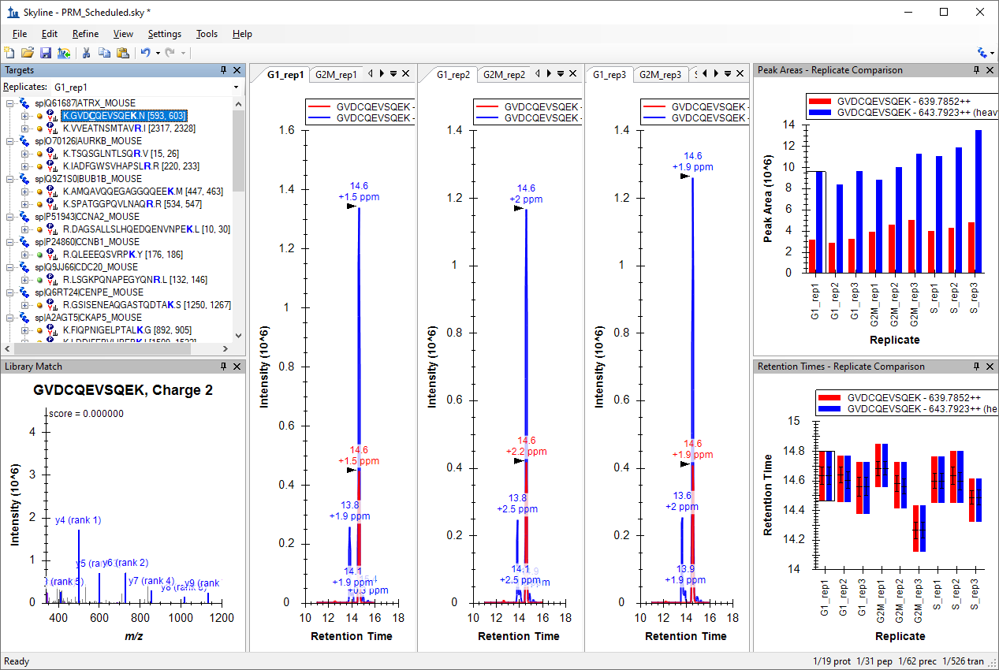 Skyline - PRM_Scheduled.sky *
File Edit Refine View Settings Tools Help
Targets
Replicates: G1_rep1
sp|Q61687|ATRX_MOUSE
K.GVDCQEVSQEK.N [593, 603]
K.VVEATNSMTAVR.I [2317, 2328]
sp|O70126|AURKB_MOUSE
K.TSQSGLNTLSQR.V [15, 26]
K.IADFGWSVHAPSLR.R [220, 233]
sp|Q9Z1S0|BUB1B_MOUSE
K.AMQAVQQEGAGGQQEEK.M [447, 463]
K.SPATGGPQVLNAQR.R [534, 547]
sp|P51943|CCNA2_MOUSE
R.DAGSALLSLHQEDQENVNPEK.L [10, 30]
sp|P24860|CCNB1_MOUSE
R.QLEEEQSVRPK.Y [176, 186]
sp|Q9JJ66|CDC20_MOUSE
R.LSGKPQNAPEGYQNR.L [132, 146]
sp|Q6RT24|CENPE_MOUSE
R.GSISENEAQGASTQDTAK.S [1250, 1267]
sp|A2AGT5|CKAP5_MOUSE
K.FIQPNIGELPTALK.G [892, 905]
Library Match
GVDCQEVSQEK, Charge 2
score = 0.000000
Intensity (10^6)
4
3
2
1
0
y4 (rank 1)
y6 (rank 2)
(rank 5)
y7 (rank 4)
y9 (rank
400 600 800 1000 1200
m/z
G1_rep1 G2M_rep1
GVDCQEVSQEK -
GVDCQEVSQEK -
Intensity (10^6)
1.6
1.4
1.2
1
0.8
0.6
0.4
0.2
0
14.6
+1.5 ppm
14.6
+1.5 ppm
13.8
+1.9 ppm
14.1
+1.9 ppm
10 12 14 16 18
Retention Time
G1_rep2 G2M_rep2
GVDCQEVSQEK -
GVDCQEVSQEK -
Intensity (10^6)
1.4
1.2
1
0.8
0.6
0.4
0.2
0
14.6
+2 ppm
14.6
+2.2 ppm
13.8
+2.5 ppm
14.1
+2.5 ppm
10 12 14 16 18
Retention Time
G1_rep3 G2M_rep3
GVDCQEVSQEK -
GVDCQEVSQEK -
Intensity (10^6)
1.4
1.2
1
0.8
0.6
0.4
0.2
0
14.6
+1.9 ppm
14.6
+1.9 ppm
13.6
+2 ppm
13.9
+1.9 ppm
10 12 14 16 18
Retention Time
Peak Areas - Replicate Comparison
GVDCQEVSQEK - 639.7852++
GVDCQEVSQEK - 643.7923++ (heav
Peak Area (10^6)
14
12
10
8
6
4
2
0
G1_rep1 G1_rep2 G1_rep3 G2M_rep1 G2M_rep2 G2M_rep3 S_rep1 S_rep2 S_rep3
Replicate
Retention Times - Replicate Comparison
GVDCQEVSQEK - 639.7852++
GVDCQEVSQEK - 643.7923++ (he
Retention Time
15
14.8
14.6
14.4
14.2
14
G1_rep1 G1_rep2 G1_rep3 G2M_rep1 G2M_rep2 G2M_rep3 S_rep1 S_rep2 S_rep3
Replicate
Ready
1/19 prot 1/31 pep 1/62 prec 1/526 tran